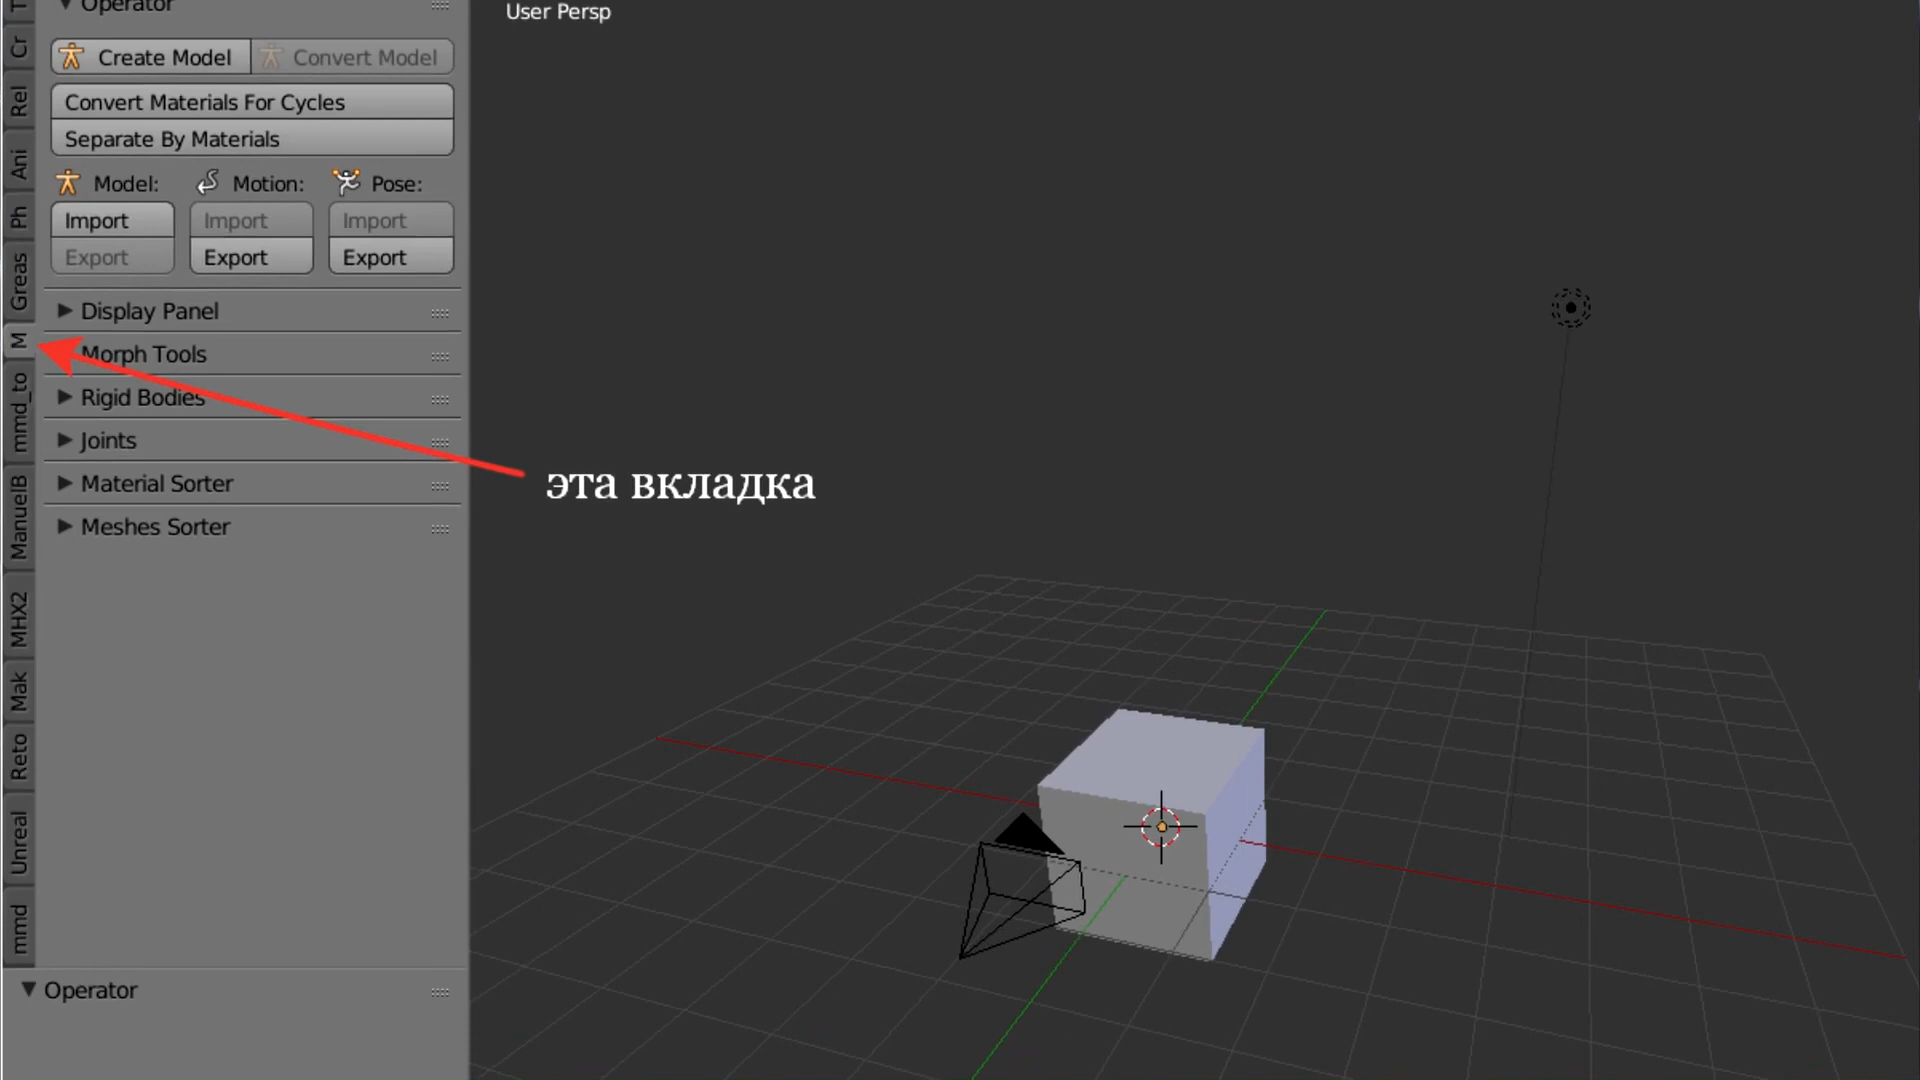 Operator
User Persp
Create Model
Convert Model
Convert Materials For Cycles
Separate By Materials
Model:
Motion:
Pose:
Import
Import
Import
Export
Export
Export
Display Panel
Morph Tools
Rigid Bodies
Joints
Material Sorter
Meshes Sorter
эта вкладка
T
Cr
Rel
Ani
Ph
Greas
M
mmd_to
ManuelB
MHX2
Mak
Reto
Unreal
mmd
Operator